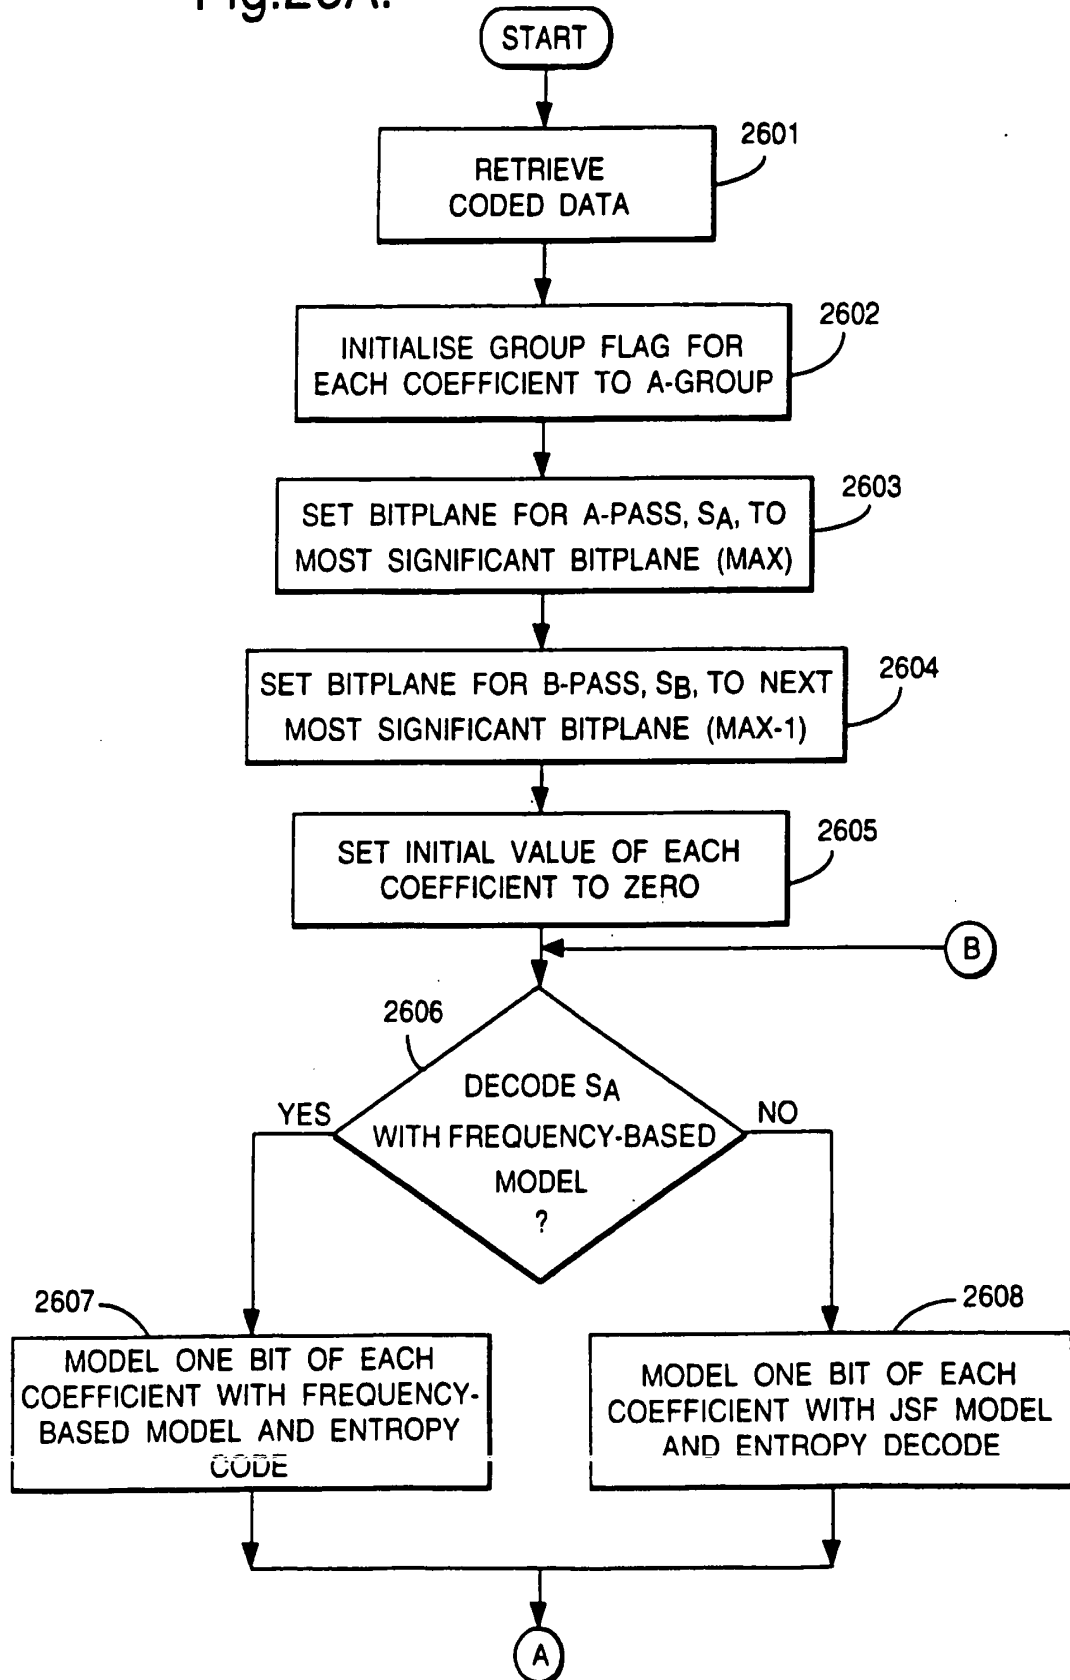 Fig.26A.
START
2601
RETRIEVE
CODED DATA
2602
INITIALISE GROUP FLAG FOR
EACH COEFFICIENT TO A-GROUP
2603
SET BITPLANE FOR A-PASS, SA, TO
MOST SIGNIFICANT BITPLANE (MAX)
2604
SET BITPLANE FOR B-PASS, SB, TO NEXT
MOST SIGNIFICANT BITPLANE (MAX-1)
2605
SET INITIAL VALUE OF EACH
COEFFICIENT TO ZERO
B
2606
DECODE SA
WITH FREQUENCY-BASED
MODEL
?
YES
NO
2607
MODEL ONE BIT OF EACH
COEFFICIENT WITH FREQUENCY-
BASED MODEL AND ENTROPY
CODE
2608
MODEL ONE BIT OF EACH
COEFFICIENT WITH JSF MODEL
AND ENTROPY DECODE
A